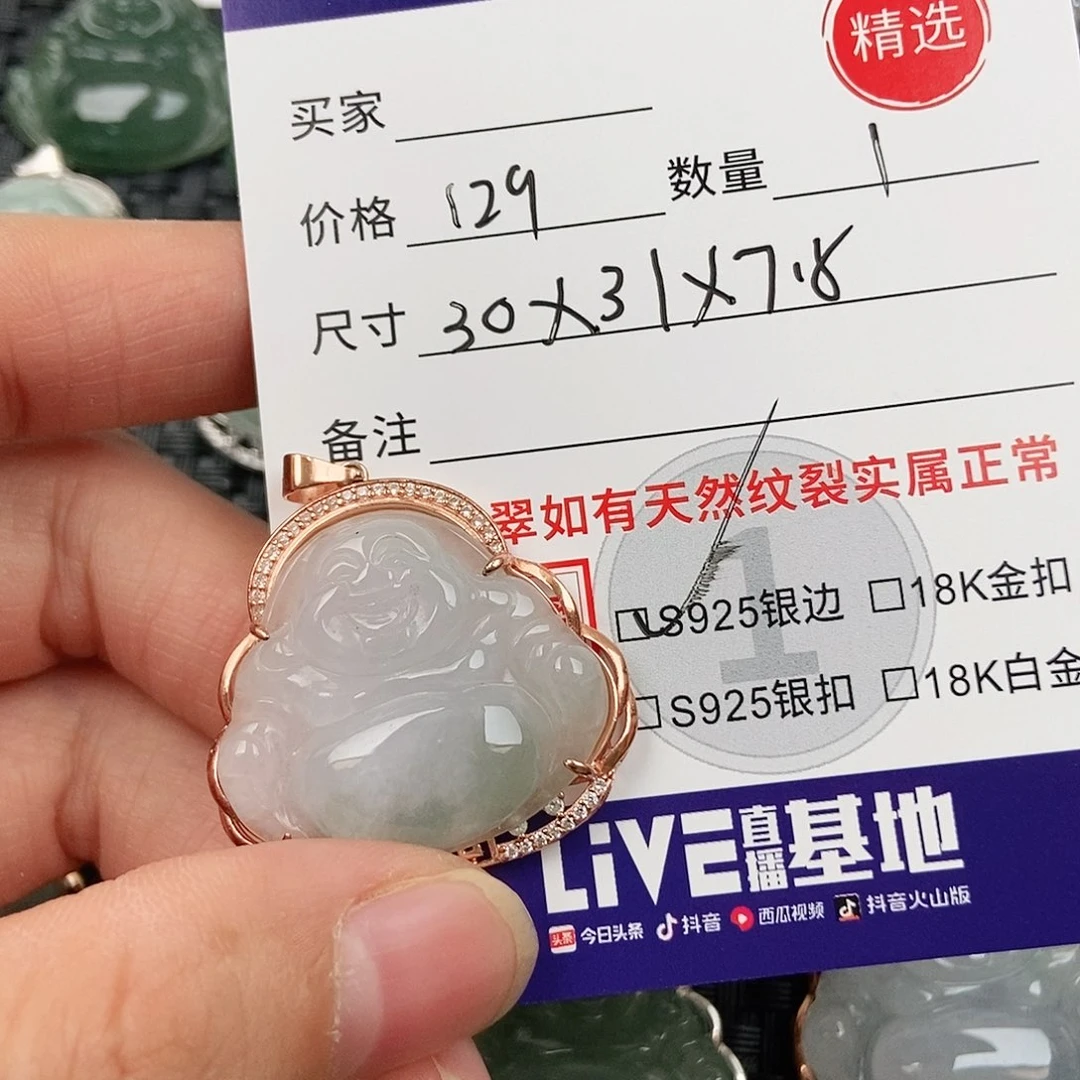 精选
买家
价格 129 数量 1
尺寸 30X31X7.8
备注
翠如有天然纹裂实属正常
1
☑S925银边 □18K金扣
□S925银扣 □18K白金
LiVE直播基地
头条 今日头条 抖音 西瓜视频 抖音火山版